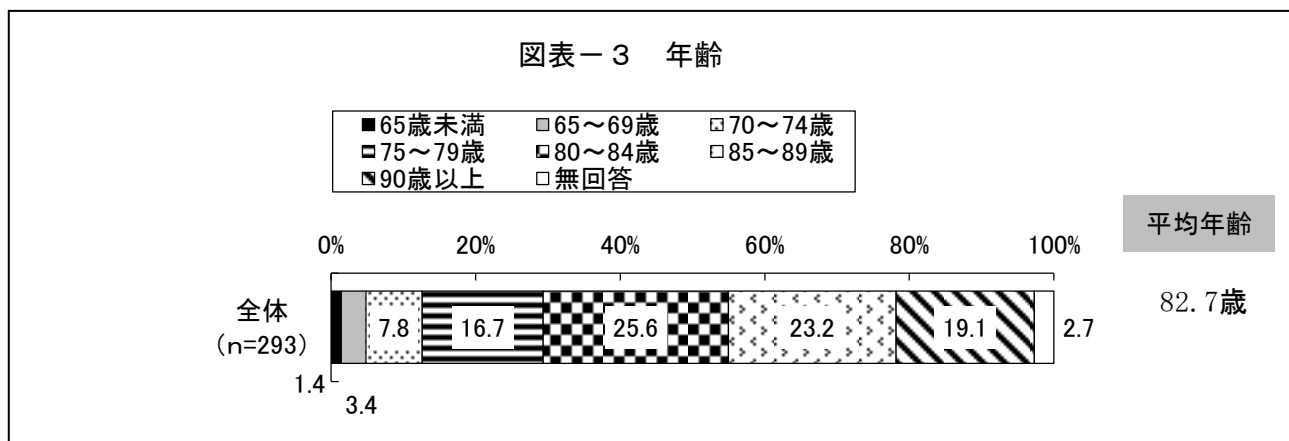 図表－３　年齢
■65歳未満　■65～69歳　□70～74歳
75～79歳　80～84歳　85～89歳
90歳以上　□無回答
平均年齢
0%　20%　40%　60%　80%　100%
全体
（n=293）
7.8　16.7　25.6　23.2　19.1　2.7
82.7歳
1.4
3.4